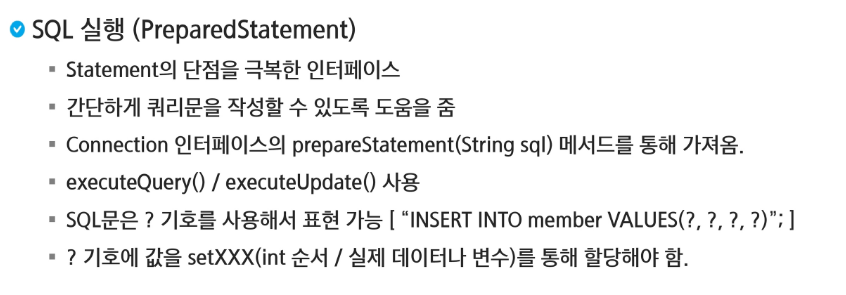 SQL 실행 (PreparedStatement)
▪ Statement의 단점을 극복한 인터페이스
▪ 간단하게 쿼리문을 작성할 수 있도록 도움을 줌
▪ Connection 인터페이스의 prepareStatement(String sql) 메서드를 통해 가져옴.
▪ executeQuery() / executeUpdate() 사용
▪ SQL문은 ? 기호를 사용해서 표현 가능 [ “INSERT INTO member VALUES(?, ?, ?, ?)”; ]
▪ ? 기호에 값을 setXXX(int 순서 / 실제 데이터나 변수)를 통해 할당해야 함.